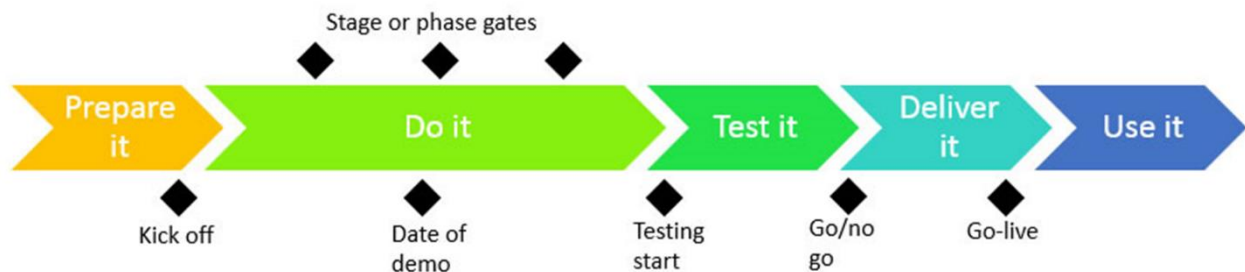 Stage or phase gates
Prepare
it
Do it
Test it
Deliver
it
Use it
Kick off
Date of
demo
Testing
start
Go/no
go
Go-live